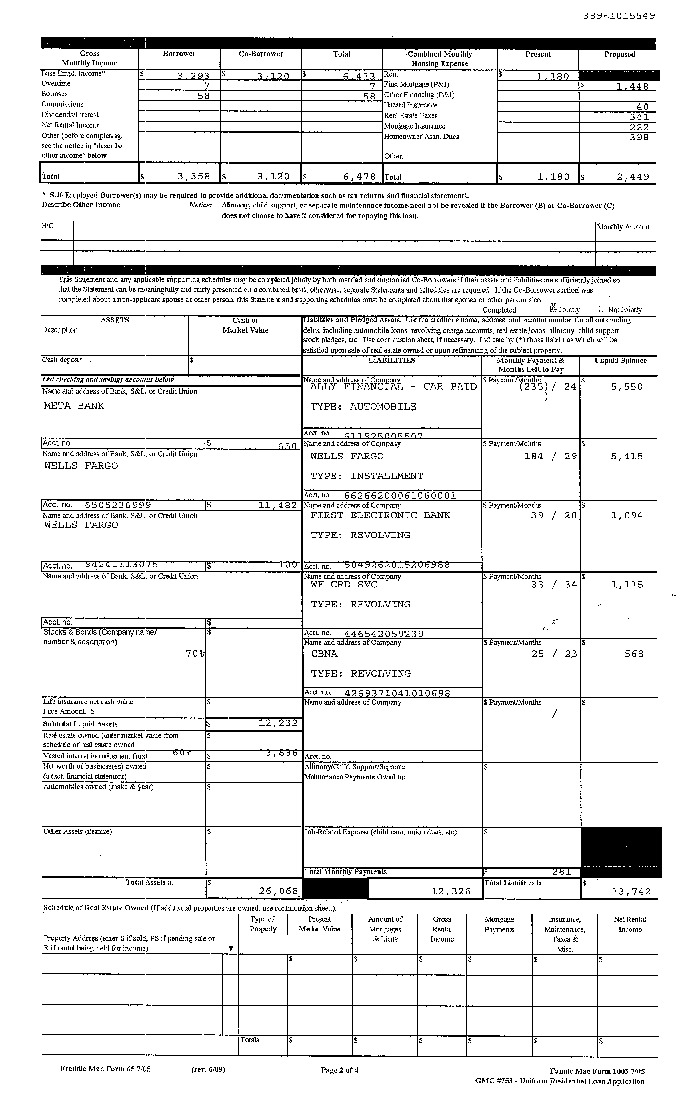 Gross Monthly Income Borrower Co-Borrower Total Combined Monthly Housing Expense Present Proposed
Base Empl. Income* $ 3,293 $ 3,120 $ 6,413 Rent $ 1,180
Overtime 7 7 First Mortgage (P&I) $ 1,448
Bonuses 58 58 Other Financing (P&I)
Commissions Hazard Insurance 40
Dividends/Interest Real Estate Taxes 341
Net Rental Income Mortgage Insurance 222
Other (before completing, Homeowner Assn. Dues 398
see the notice in "describe
other income" below Other:
Total $ 3,358 $ 3,120 $ 6,478 Total $ 1,180 $ 2,449
* Self Employed Borrower(s) may be required to provide additional documentation such as tax returns and financial statements.
Describe Other Income Notice: Alimony, child support, or separate maintenance income need not be revealed if the Borrower (B) or Co-Borrower (C)
does not choose to have it considered for repaying this loan.
B/C Monthly Amount
This Statement and any applicable supporting schedules may be completed jointly by both married and unmarried Co-Borrowers if their assets and liabilities are sufficiently joined so
that the Statement can be meaningfully and fairly presented on a combined basis; otherwise, separate Statements and Schedules are required. If the Co-Borrower section was
completed about a non-applicant spouse or other person, this Statement and supporting schedules must be completed about that spouse or other person also.
Completed Jointly Not Jointly
ASSETS Cash or Market Value
Description
Liabilities and Pledged Assets. List the creditor's name, address and account number for all outstanding
debts, including automobile loans, revolving charge accounts, real estate loans, alimony, child support
stock pledges, etc. Use continuation sheet, if necessary. Indicate by (*) those liabilities which will be
satisfied upon sale of real estate owned or upon refinancing of the subject property.
Cash deposit $ LIABILITIES Monthly Payment & Months Left to Pay Unpaid Balance
List checking and savings accounts below
Name and address of Bank, S&L, or Credit Union
META BANK
Name and address of Company $ Payment/Months
ALLY FINANCIAL - CAR PAID (235)/ 24 5,550
TYPE: AUTOMOBILE
Acct. no. $ 650
Name and address of Bank, S&L, or Credit Union
WELLS FARGO
Name and address of Company $ Payment/Months
WELLS FARGO 184 / 29 5,415
TYPE: INSTALLMENT
Acct. no. 66266200061060001
Acct. no. 6505236999 $ 11,482
Name and address of Bank, S&L, or Credit Union
WELLS FARGO
Name and address of Company $ Payment/Months
FIRST ELECTRONIC BANK 39 / 28 1,094
TYPE: REVOLVING
Acct. no. $ 100
Acct. no. 5049262015206988
Name and address of Bank, S&L, or Credit Union
Name and address of Company $ Payment/Months
WF CRD SVC 33 / 34 1,115
TYPE: REVOLVING
Acct. no. $
Acct. no. 446542059239
Stocks & Bonds (Company name/ number & description) $
70%
Name and address of Company $ Payment/Months
CBNA 25 / 23 568
TYPE: REVOLVING
Acct. no. 4269371041010698
Life insurance net cash value
Face Amount: $
Name and address of Company $ Payment/Months
/
Subtotal Liquid Assets $ 12,232
Real estate owned (enter market value from
schedule of real estate owned
Vested interest in retirement fund 60%
Acct. no.
Net worth of business(es) owned
(attach financial statement)
Alimony/Child Support/Separate
Maintenance Payments Owed to:
Automobiles owned (make & year) $
Other Assets (itemize) $ Job-Related Expense (child care, union dues, etc) $
Total Monthly Payments $ 281
Total Assets a. $ 26,068 12,326 Total Liabilities b. $ 13,742
Schedule of Real Estate Owned (If additional properties are owned, use continuation sheet).
Property Address (enter S if sold, PS if pending sale or
R if rental being held for income)
Type of Property Present Market Value Amount of Mortgages & Liens Gross Rental Income Mortgage Payments Insurance, Maintenance, Taxes & Misc. Net Rental Income
$ $ $ $ $ $
Totals $ $ $ $ $ $
Freddie Mac Form 65 7/05 (rev. 6/09) Page 2 of 4 Fannie Mae Form 1003 7/05
GMC #753 - Uniform Residential Loan Application